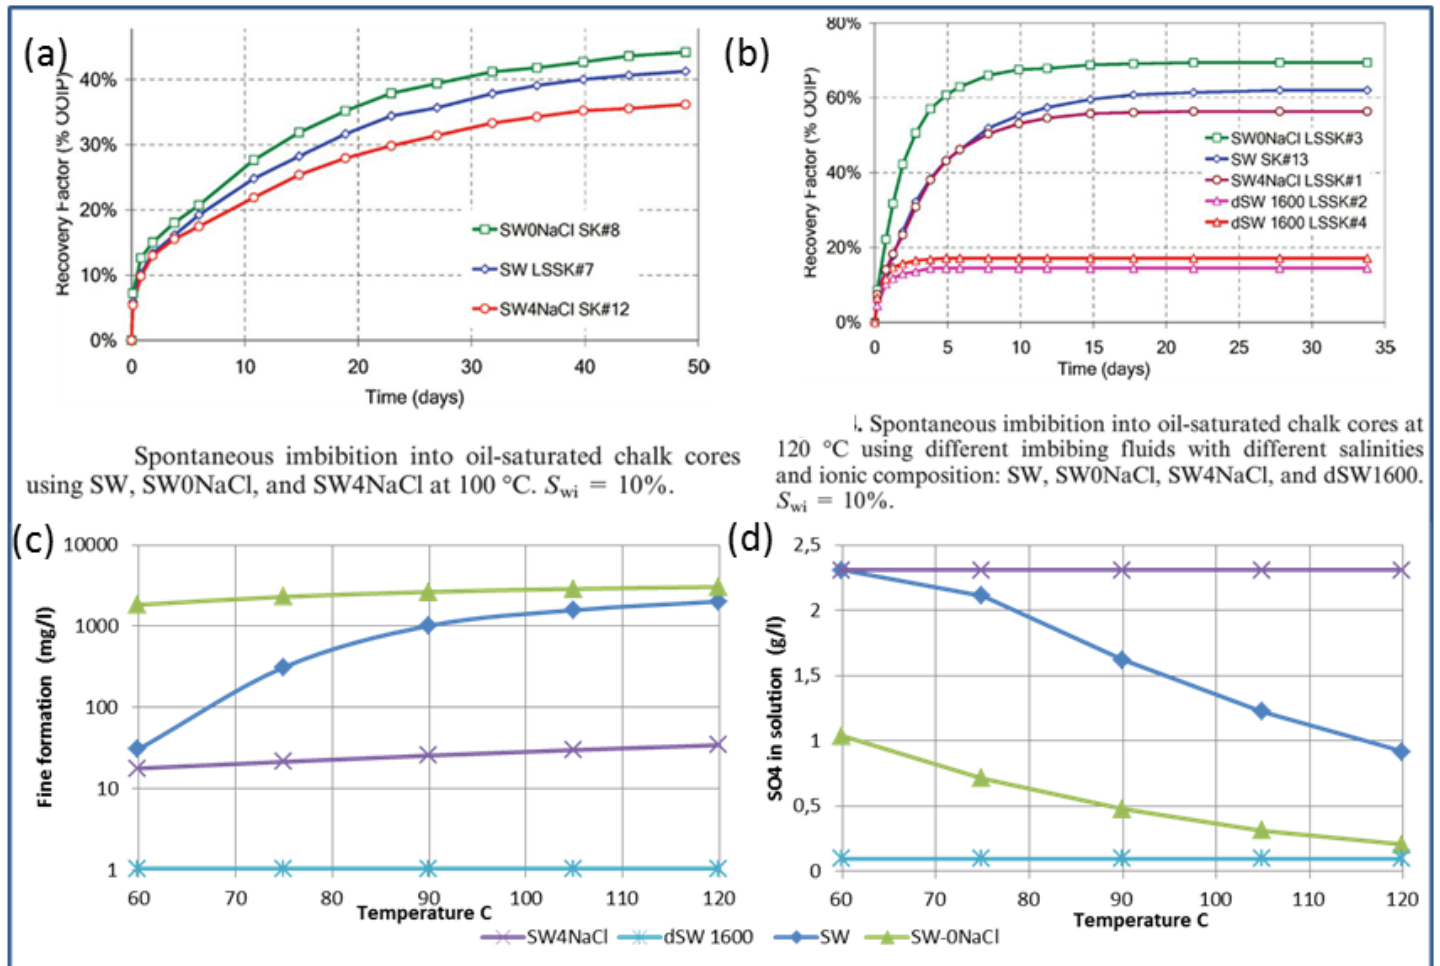 (a)
Recovery Factor (% OOIP)
40%
30%
20%
10%
0%
SW0NaCl SK#8
SW LSSK#7
SW4NaCl SK#12
0 10 20 30 40 50
Time (days)
Spontaneous imbibition into oil-saturated chalk cores
using SW, SW0NaCl, and SW4NaCl at 100 °C. Swi = 10%.
(b)
Recovery Factor (% OOIP)
80%
60%
40%
20%
0%
SW0NaCl LSSK#3
SW SK#13
SW4NaCl LSSK#1
dSW 1600 LSSK#2
dSW 1600 LSSK#4
0 5 10 15 20 25 30 35
Time (days)
. Spontaneous imbibition into oil-saturated chalk cores at
120 °C using different imbibing fluids with different salinities
and ionic composition: SW, SW0NaCl, SW4NaCl, and dSW1600.
Swi = 10%.
(c)
Fine formation (mg/l)
10000
1000
100
10
1
60 70 80 90 100 110 120
Temperature C
(d)
SO4 in solution (g/l)
2,5
2
1,5
1
0,5
0
60 70 80 90 100 110 120
Temperature C
SW4NaCl dSW 1600 SW SW-0NaCl